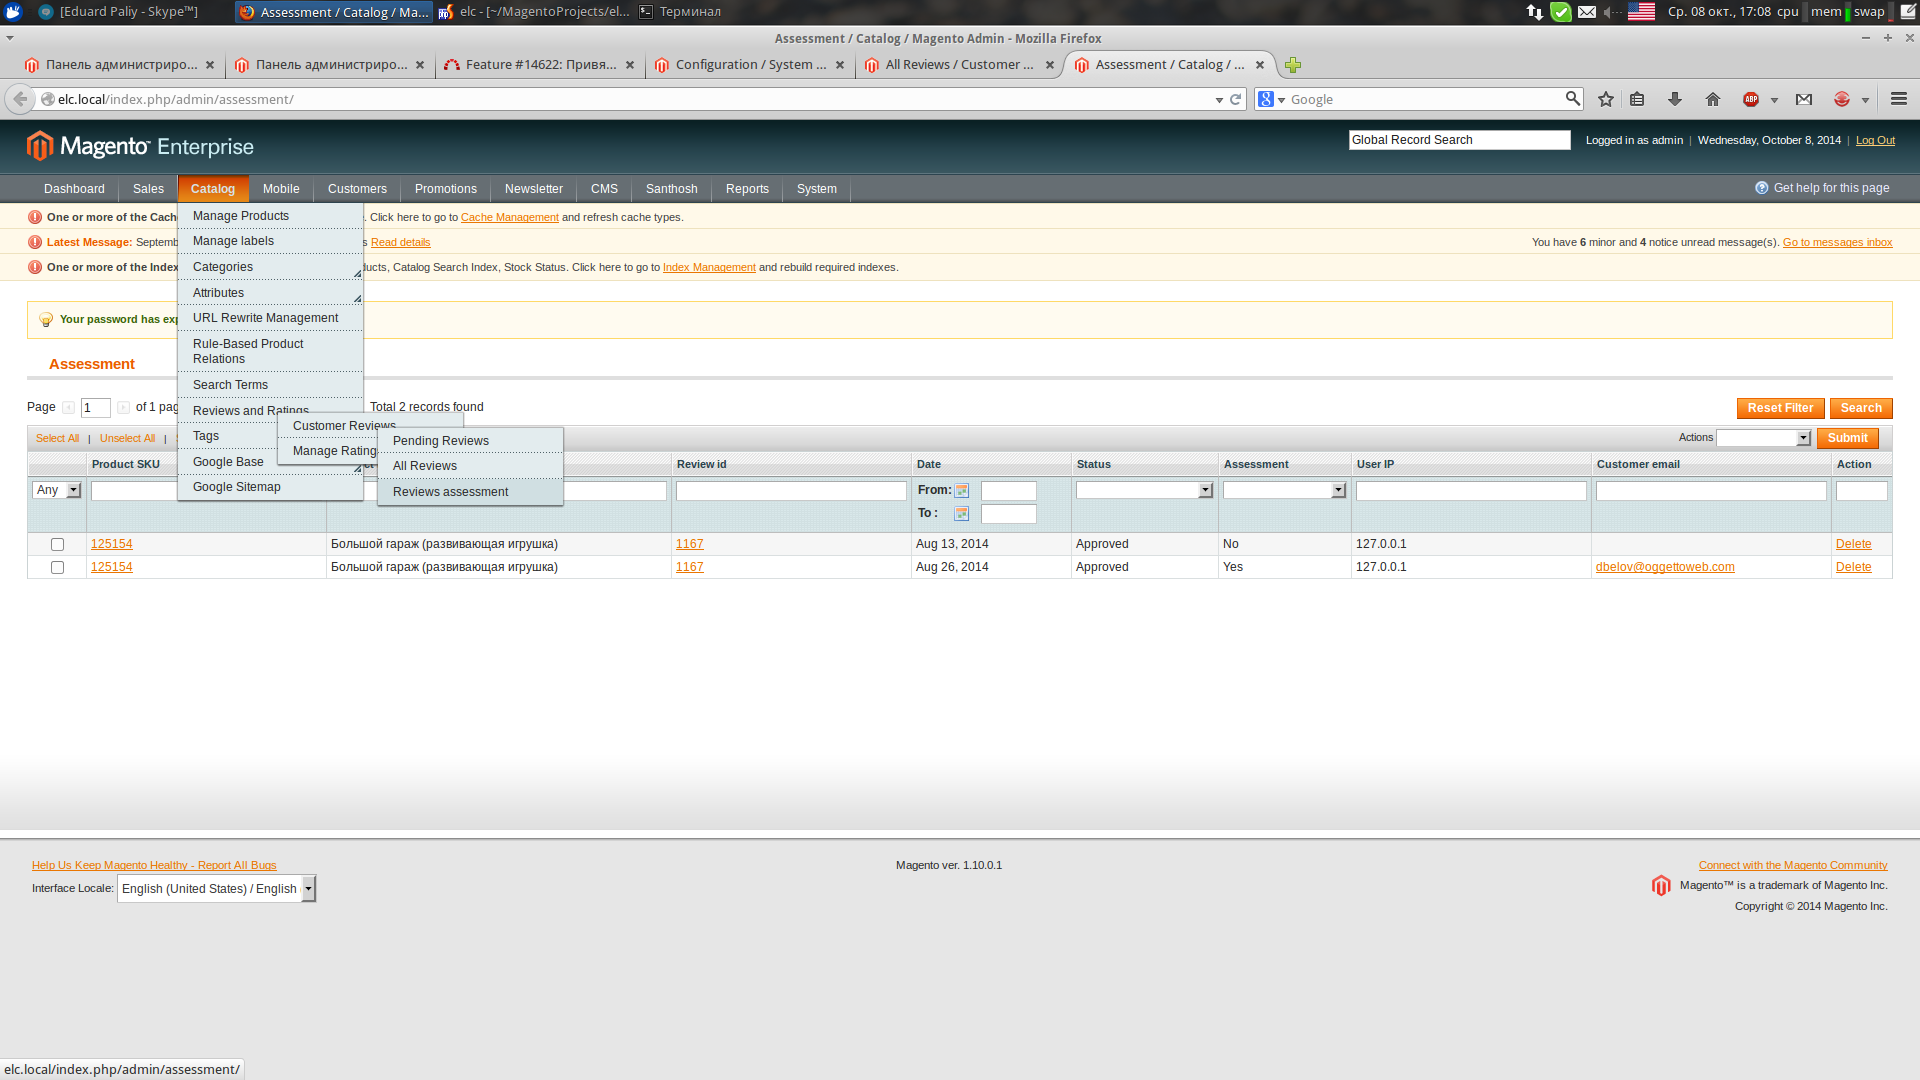 [Eduard Paliy - Skype™]
Assessment / Catalog / Ma...
elc - [~/MagentoProjects/el...
Терминал
Ср. 08 окт., 17:08 cpu mem swap
Assessment / Catalog / Magento Admin - Mozilla Firefox
Панель администриро...
Панель администриро...
Feature #14622: Привя...
Configuration / System ...
All Reviews / Customer ...
Assessment / Catalog / ...
elc.local/index.php/admin/assessment/
Google
ABP
Magento™ Enterprise
Global Record Search
Logged in as admin | Wednesday, October 8, 2014 | Log Out
Dashboard Sales Catalog Mobile Customers Promotions Newsletter CMS Santhosh Reports System
Get help for this page
One or more of the Cach
. Click here to go to Cache Management and refresh cache types.
Latest Message: Septemb
s Read details
You have 6 minor and 4 notice unread message(s). Go to messages inbox
One or more of the Index
ducts, Catalog Search Index, Stock Status. Click here to go to Index Management and rebuild required indexes.
Your password has exp
Manage Products
Manage labels
Categories
Attributes
URL Rewrite Management
Rule-Based Product
Relations
Search Terms
Reviews and Ratings
Tags
Google Base
Google Sitemap
Customer Reviews
Manage Rating
Pending Reviews
All Reviews
Reviews assessment
Assessment
Page 1 of 1 pag
Total 2 records found
Reset Filter
Search
Select All | Unselect All |
Actions
Submit
Product SKU
Review id
Date
Status
Assessment
User IP
Customer email
Action
Any
From:
To :
125154 Большой гараж (развивающая игрушка) 1167 Aug 13, 2014 Approved No 127.0.0.1 Delete
125154 Большой гараж (развивающая игрушка) 1167 Aug 26, 2014 Approved Yes 127.0.0.1 dbelov@oggettoweb.com Delete
Help Us Keep Magento Healthy - Report All Bugs
Magento ver. 1.10.0.1
Connect with the Magento Community
Interface Locale: English (United States) / English
Magento™ is a trademark of Magento Inc.
Copyright © 2014 Magento Inc.
elc.local/index.php/admin/assessment/